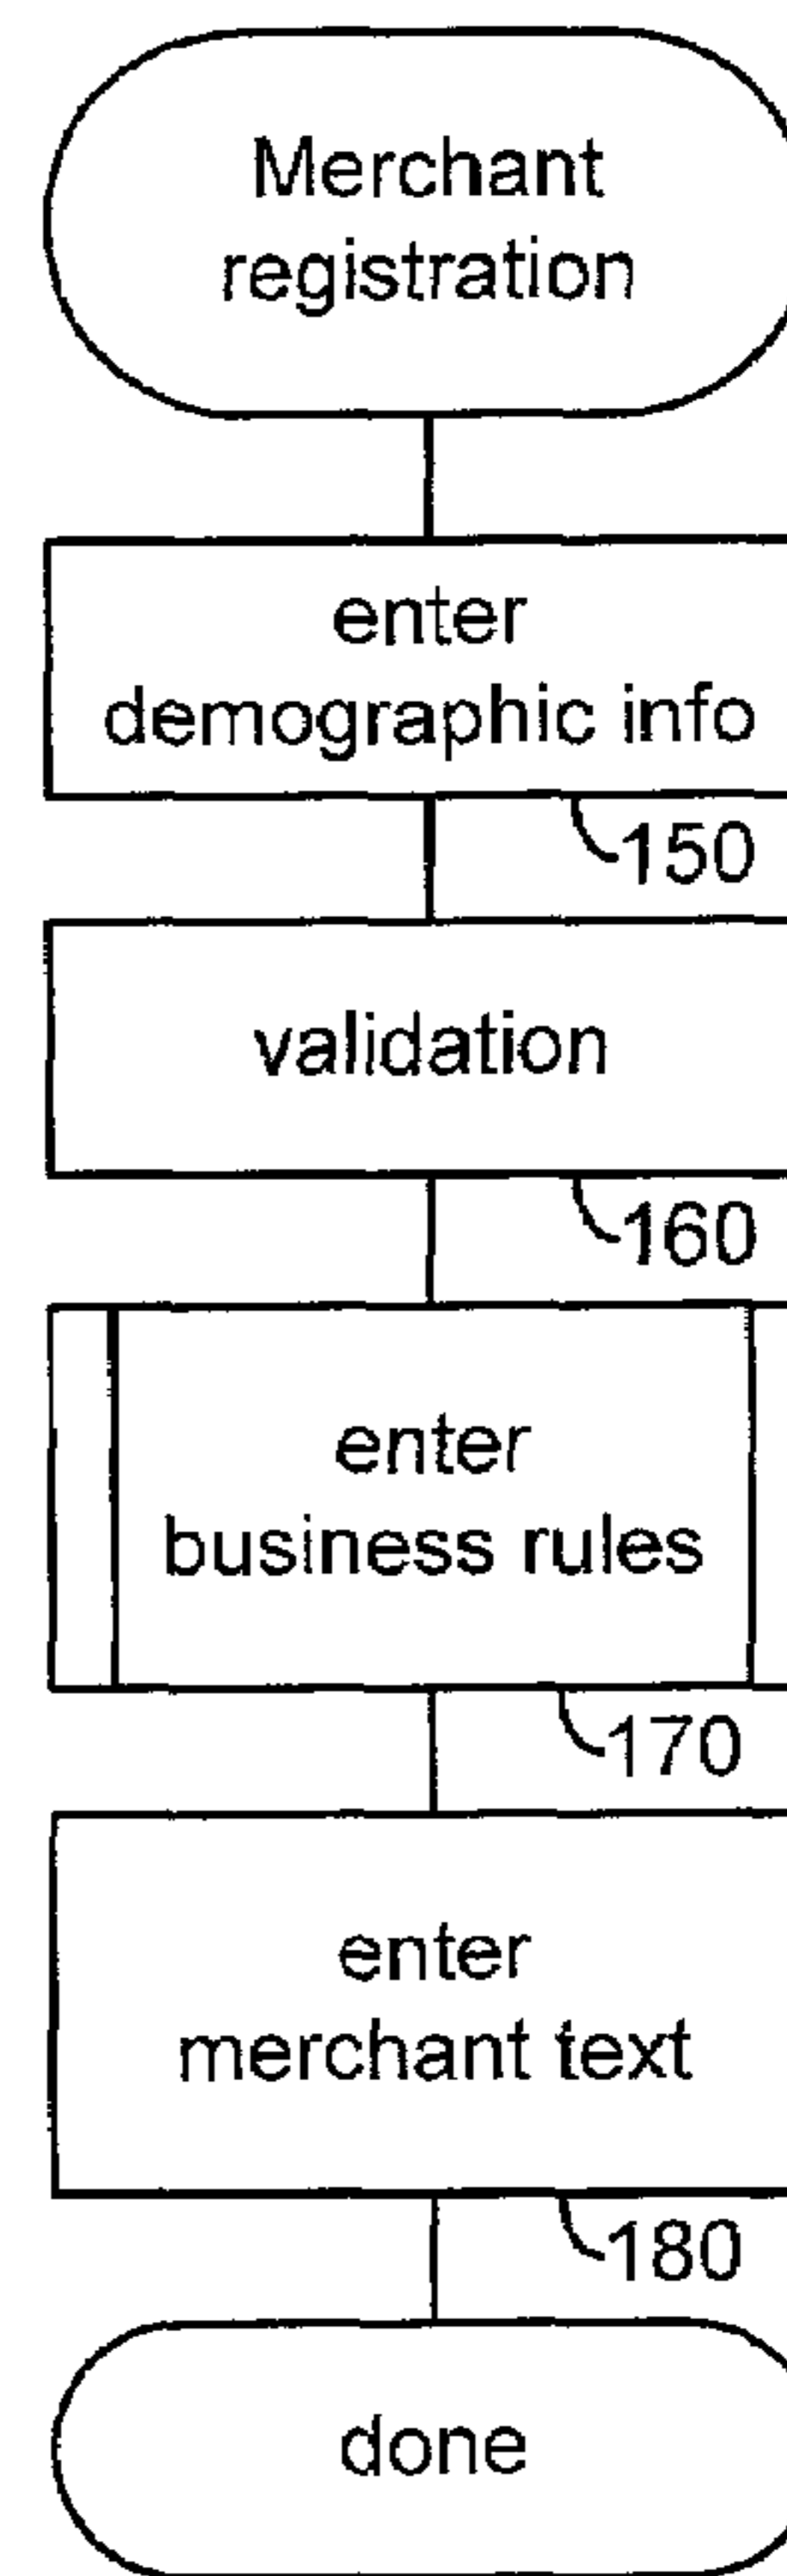 Merchant
registration
enter
demographic info
150
validation
160
enter
business rules
170
enter
merchant text
180
done